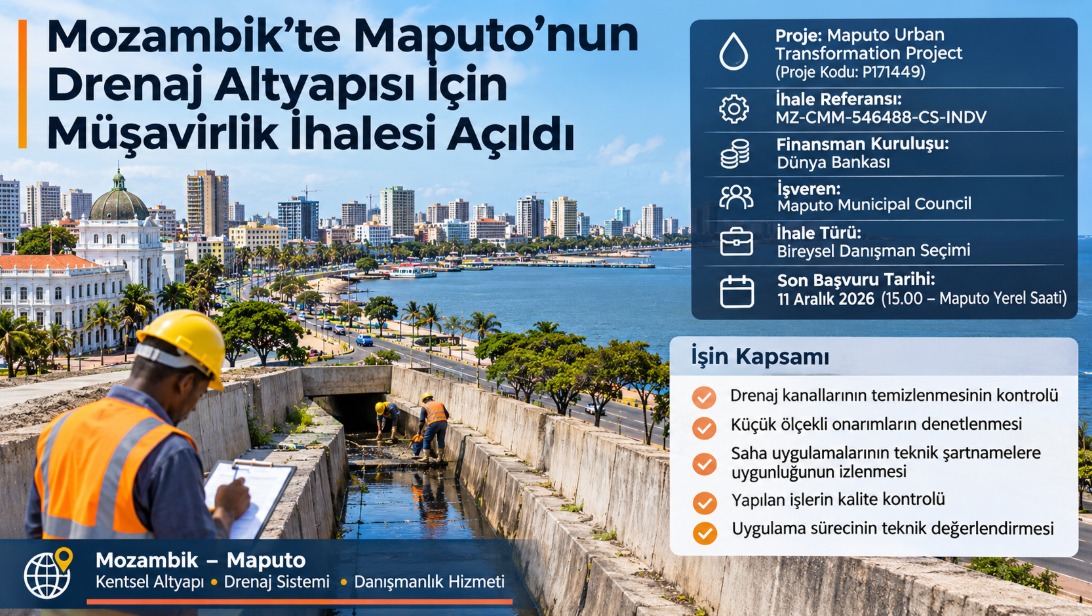 Mozambik'te Maputo'nun
Drenaj Altyapısı İçin
Müşavirlik İhalesi Açıldı
Proje: Maputo Urban
Transformation Project
(Proje Kodu: P171449)
İhale Referansı:
MZ-CMM-546488-CS-INDV
Finansman Kuruluşu:
Dünya Bankası
İşveren:
Maputo Municipal Council
İhale Türü:
Bireysel Danışman Seçimi
Son Başvuru Tarihi:
11 Aralık 2026 (15.00 – Maputo Yerel Saati)
İşin Kapsamı
Drenaj kanallarının temizlenmesinin kontrolü
Küçük ölçekli onarımların denetlenmesi
Saha uygulamalarının teknik şartnamelere
uygunluğunun izlenmesi
Yapılan işlerin kalite kontrolü
Uygulama sürecinin teknik değerlendirmesi
Mozambik – Maputo
Kentsel Altyapı • Drenaj Sistemi • Danışmanlık Hizmeti